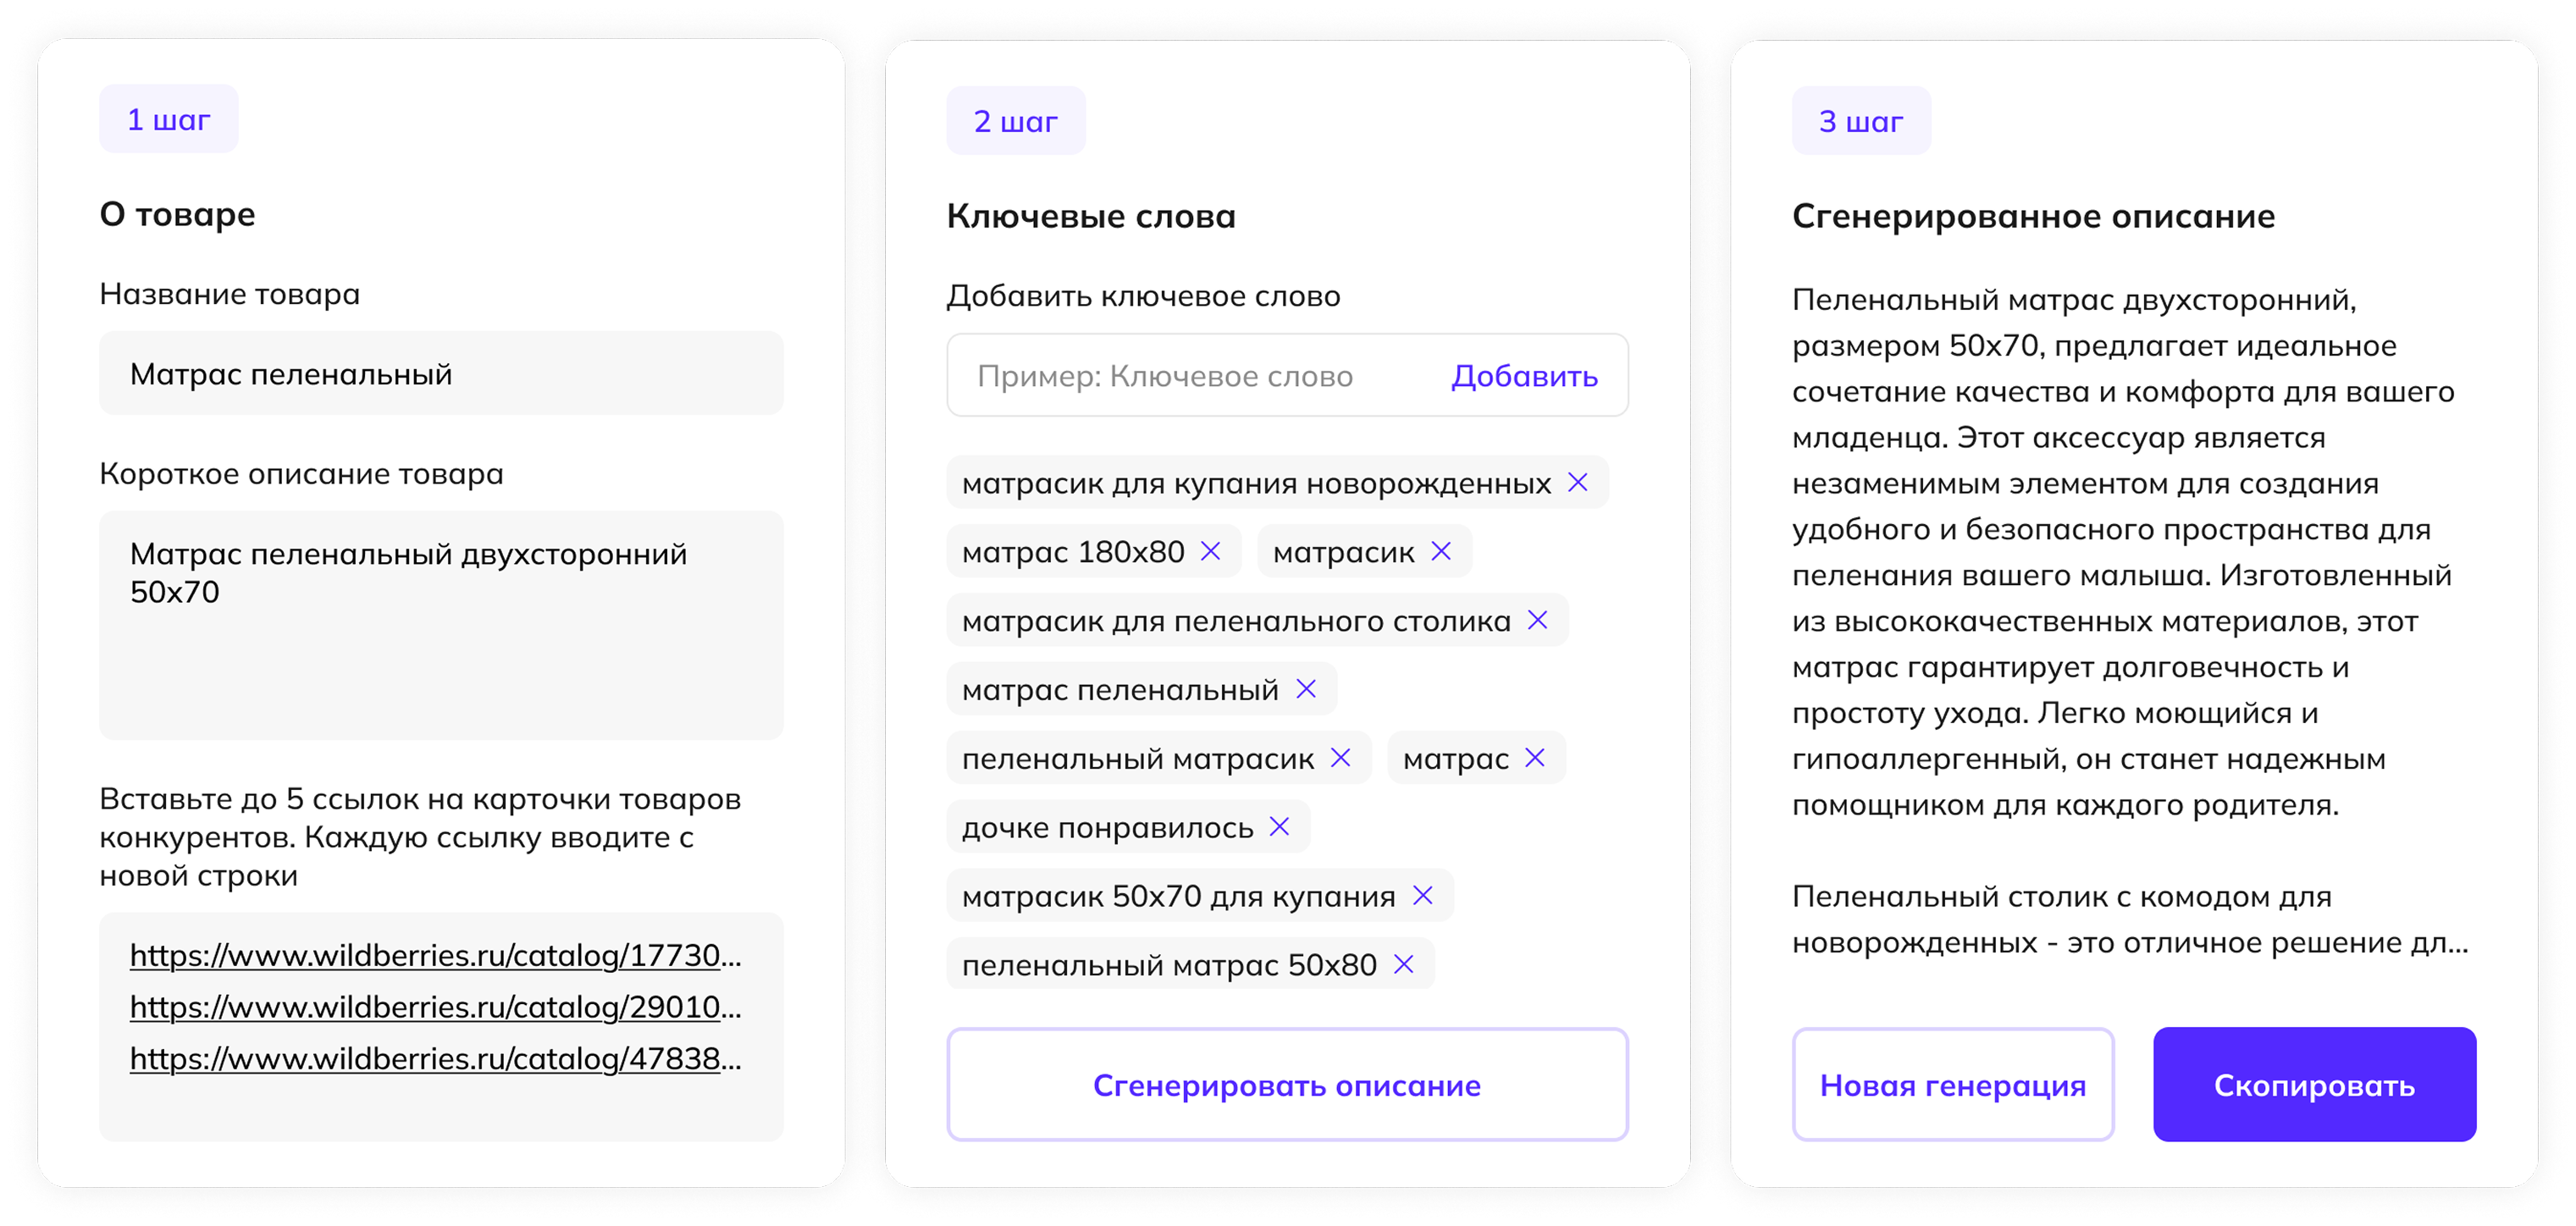 1 шаг
О товаре
Название товара
Матрас пеленальный
Короткое описание товара
Матрас пеленальный двухсторонний
50х70
Вставьте до 5 ссылок на карточки товаров
конкурентов. Каждую ссылку вводите с
новой строки
https://www.wildberries.ru/catalog/17730...
https://www.wildberries.ru/catalog/29010...
https://www.wildberries.ru/catalog/47838...
2 шаг
Ключевые слова
Добавить ключевое слово
Пример: Ключевое слово Добавить
матрасик для купания новорожденных
матрас 180х80 матрасик
матрасик для пеленального столика
матрас пеленальный
пеленальный матрасик матрас
дочке понравилось
матрасик 50х70 для купания
пеленальный матрас 50х80
Сгенерировать описание
3 шаг
Сгенерированное описание
Пеленальный матрас двухсторонний,
размером 50х70, предлагает идеальное
сочетание качества и комфорта для вашего
младенца. Этот аксессуар является
незаменимым элементом для создания
удобного и безопасного пространства для
пеленания вашего малыша. Изготовленный
из высококачественных материалов, этот
матрас гарантирует долговечность и
простоту ухода. Легко моющийся и
гипоаллергенный, он станет надежным
помощником для каждого родителя.
Пеленальный столик с комодом для
новорожденных - это отличное решение дл...
Новая генерация Скопировать